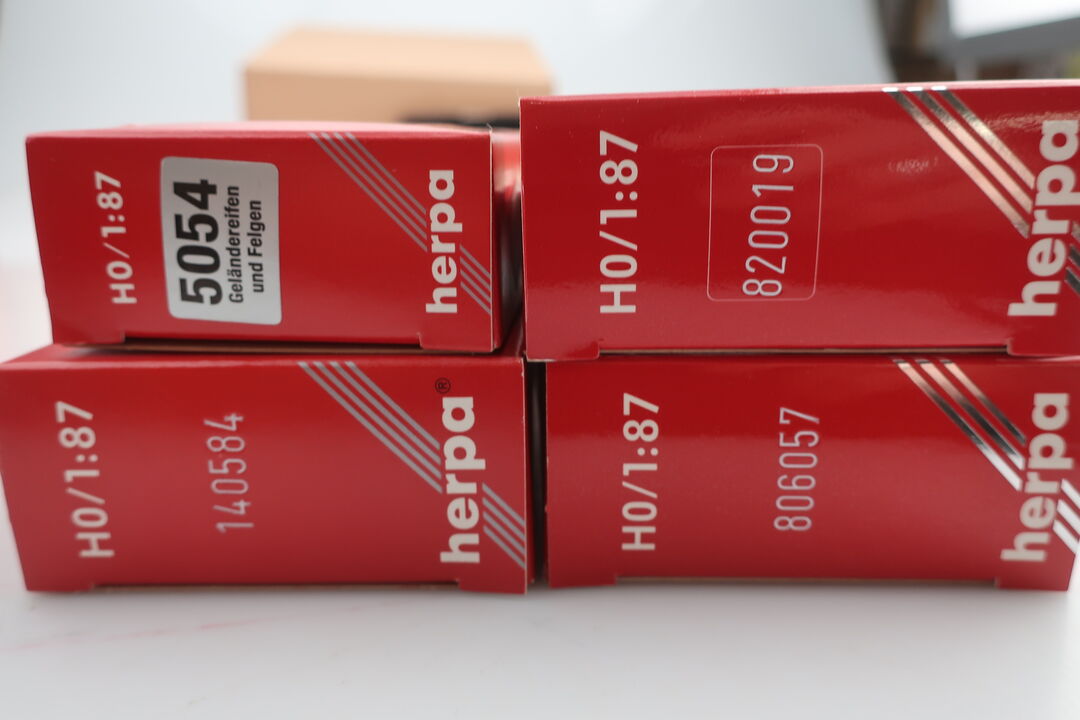 H0/1:87
5054
Geländereifen
und Felgen
herpa
H0/1:87
820019
herpa
H0/1:87
140584
herpa®
H0/1:87
806057
herpa